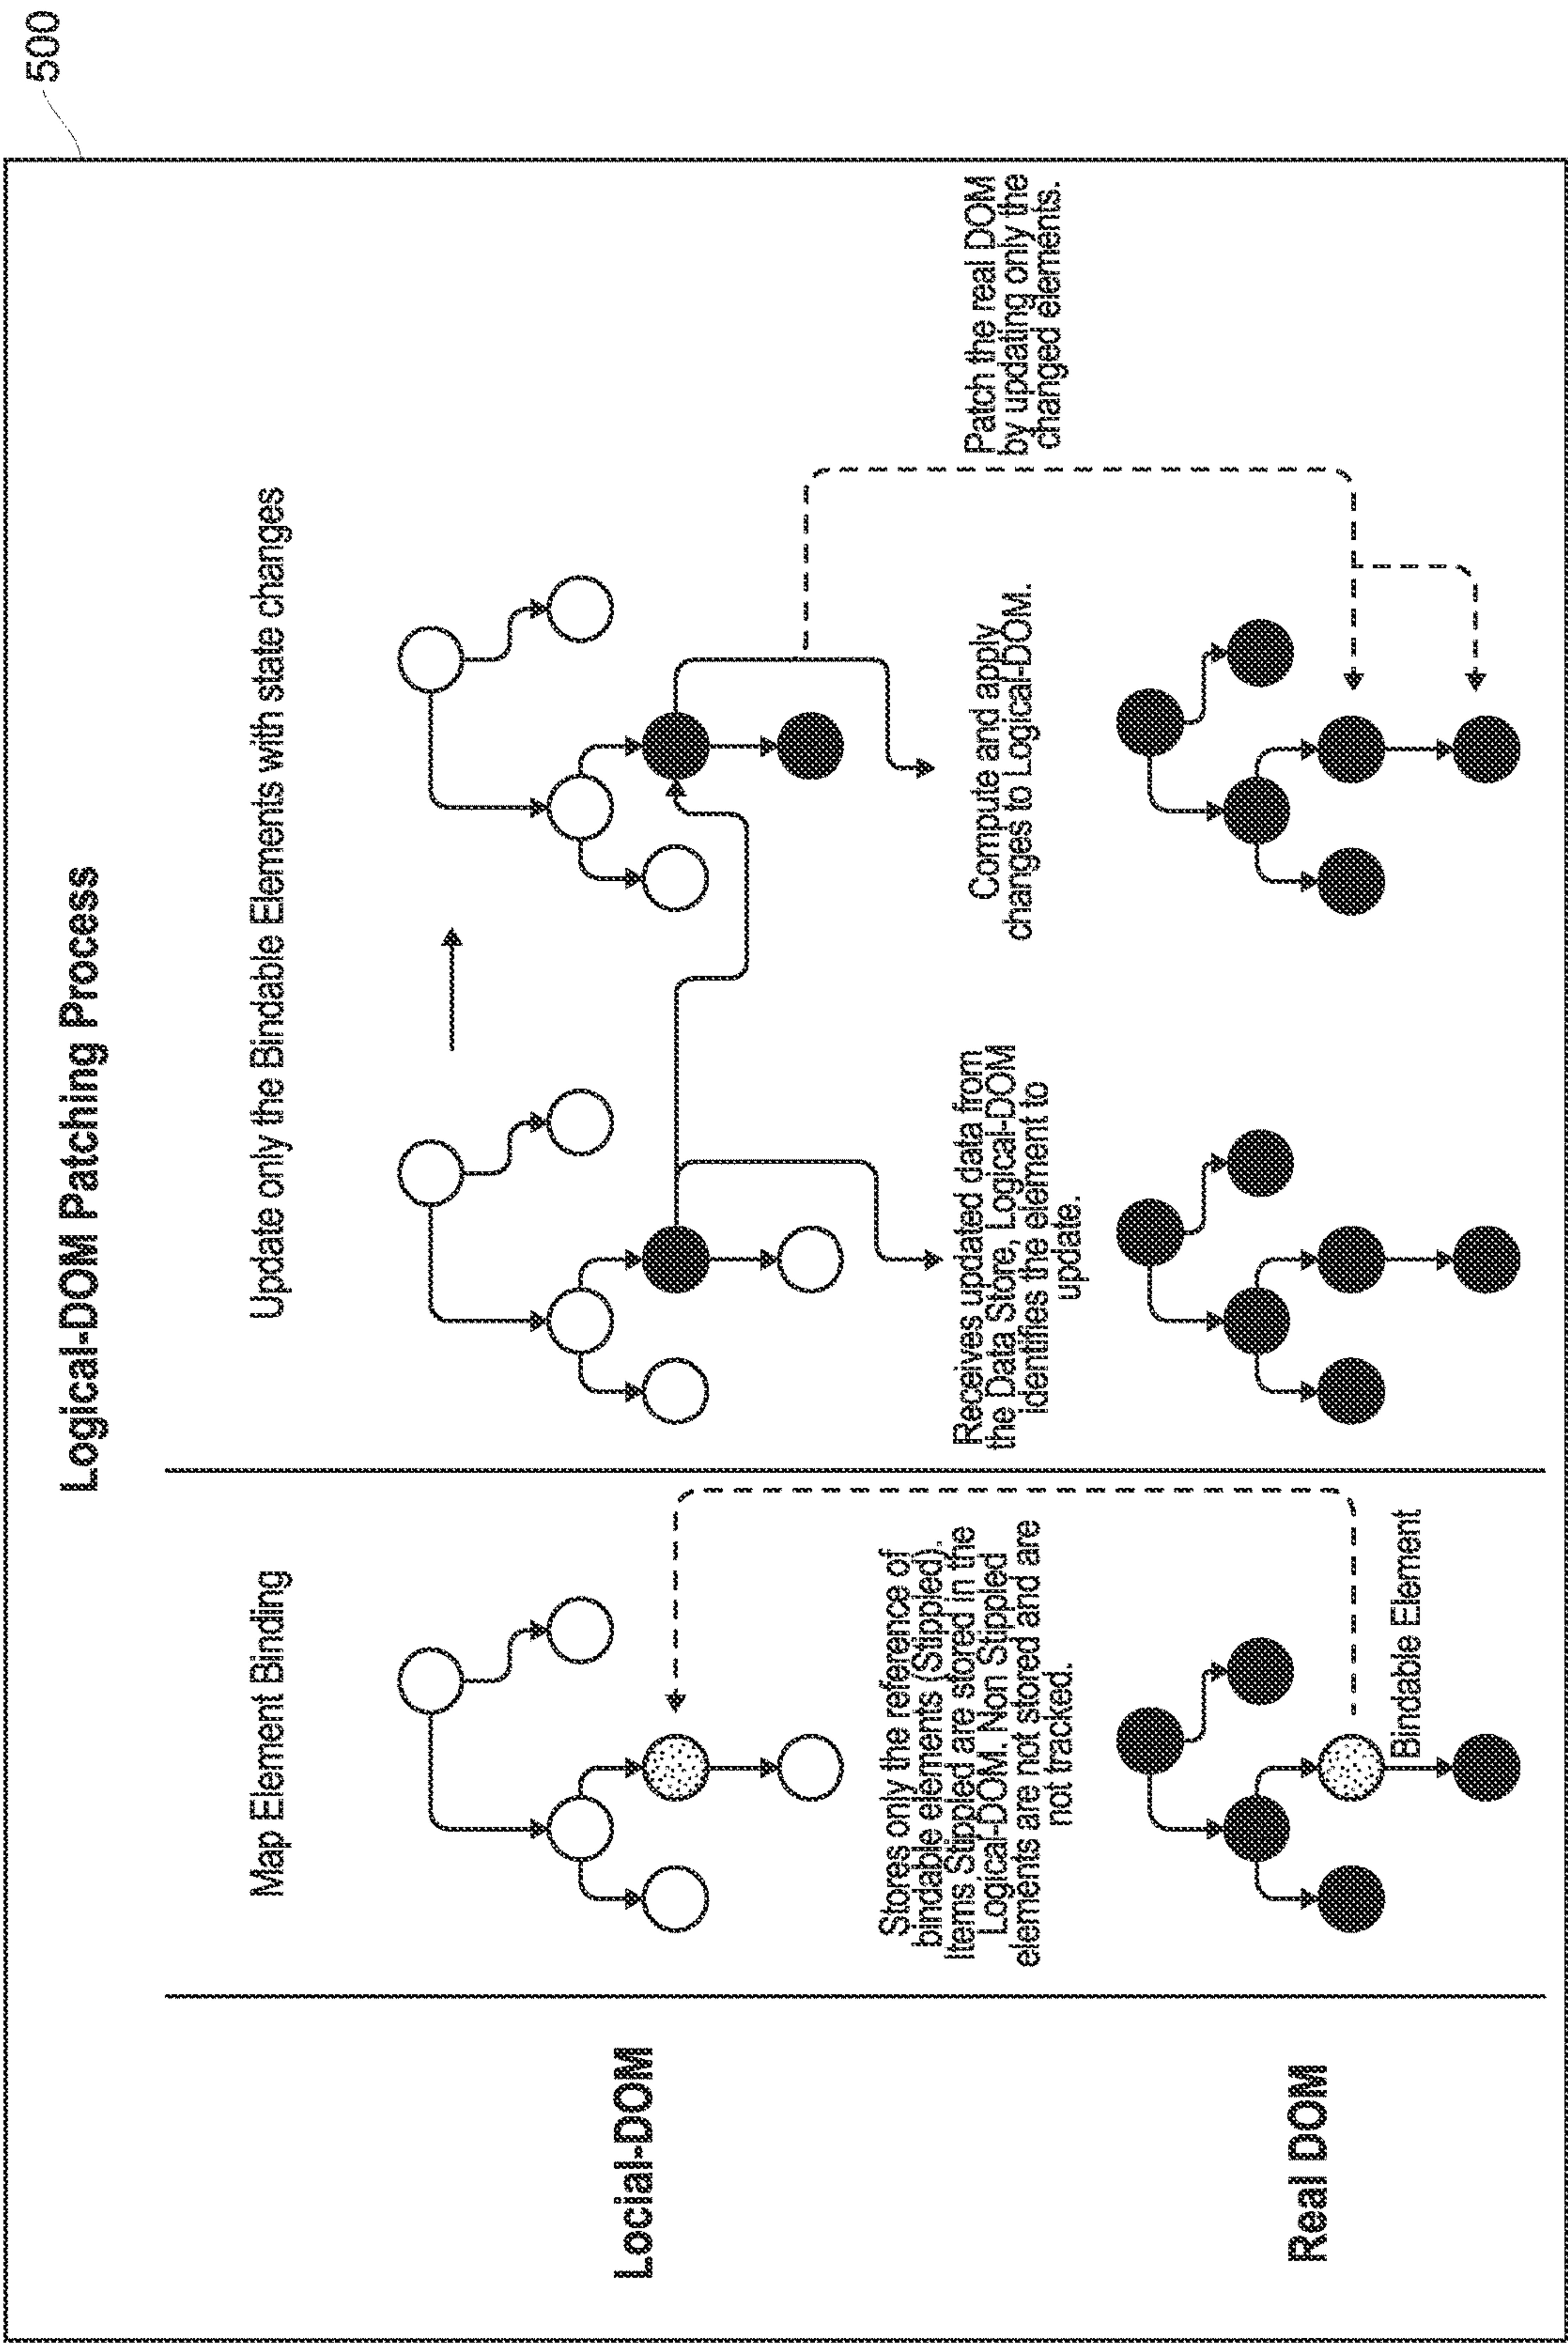 500
Logical-DOM Patching Process
Map Element Binding
Update only the Bindable Elements with state changes
Locial-DOM
Stores only the reference of
bindable elements (Stippled).
Items Stippled are stored in the
Logical-DOM. Non Stippled
elements are not stored and are
not tracked.
Receives updated data from
the Data Store, Logical-DOM
identifies the element to
update.
Compute and apply
changes to Logical-DOM.
Patch the real DOM
by updating only the
changed elements.
Real DOM
Bindable Element